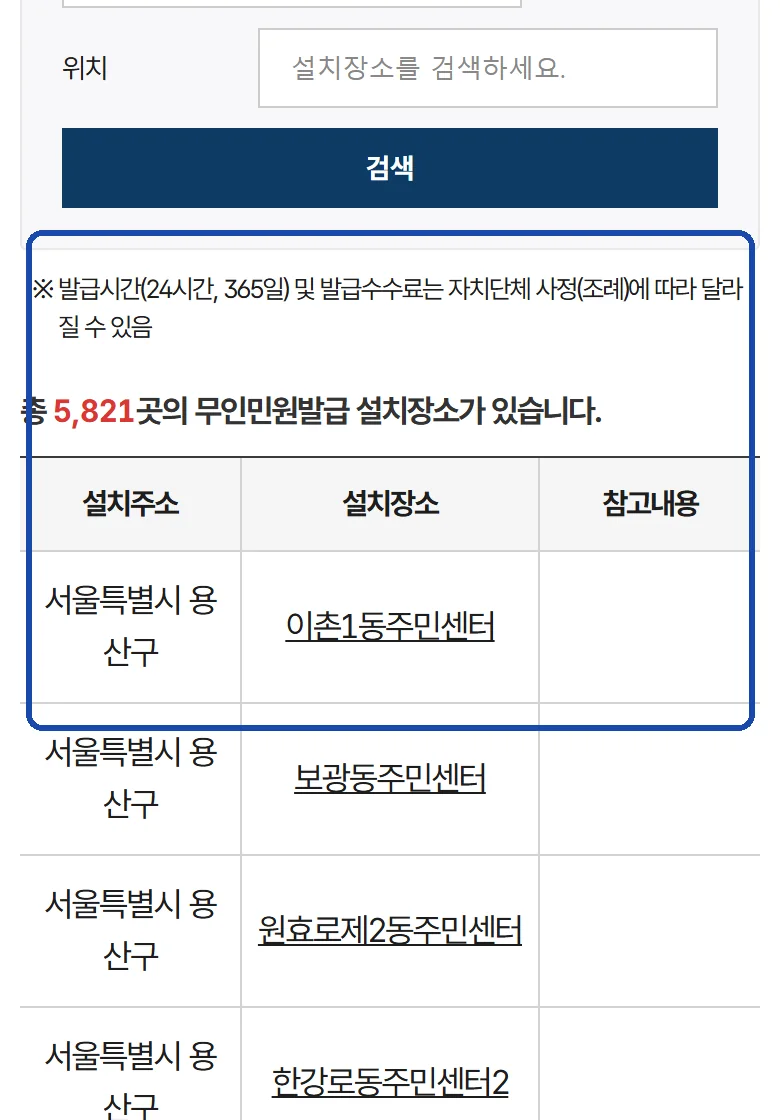 위치
설치장소를 검색하세요.
검색
※ 발급시간(24시간, 365일) 및 발급수수료는 자치단체 사정(조례)에 따라 달라
질 수 있음
총 5,821곳의 무인민원발급 설치장소가 있습니다.
설치주소 설치장소 참고내용
서울특별시 용
산구
이촌1동주민센터
서울특별시 용
산구
보광동주민센터
서울특별시 용
산구
원효로제2동주민센터
서울특별시 용
산구
한강로동주민센터2